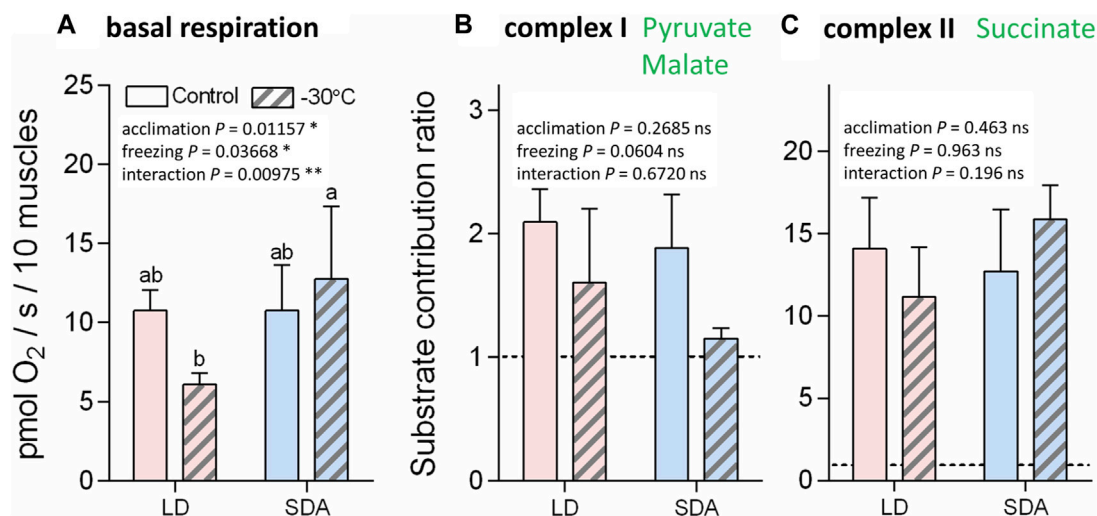 A basal respiration
pmol O₂ / s / 10 muscles
25
20
15
10
5
0
Control -30°C
acclimation P = 0.01157 *
freezing P = 0.03668 *
interaction P = 0.00975 **
ab
b
ab
a
LD SDA
B complex I Pyruvate
Malate
Substrate contribution ratio
3
2
1
0
acclimation P = 0.2685 ns
freezing P = 0.0604 ns
interaction P = 0.6720 ns
LD SDA
C complex II Succinate
20
15
10
5
0
acclimation P = 0.463 ns
freezing P = 0.963 ns
interaction P = 0.196 ns
LD SDA